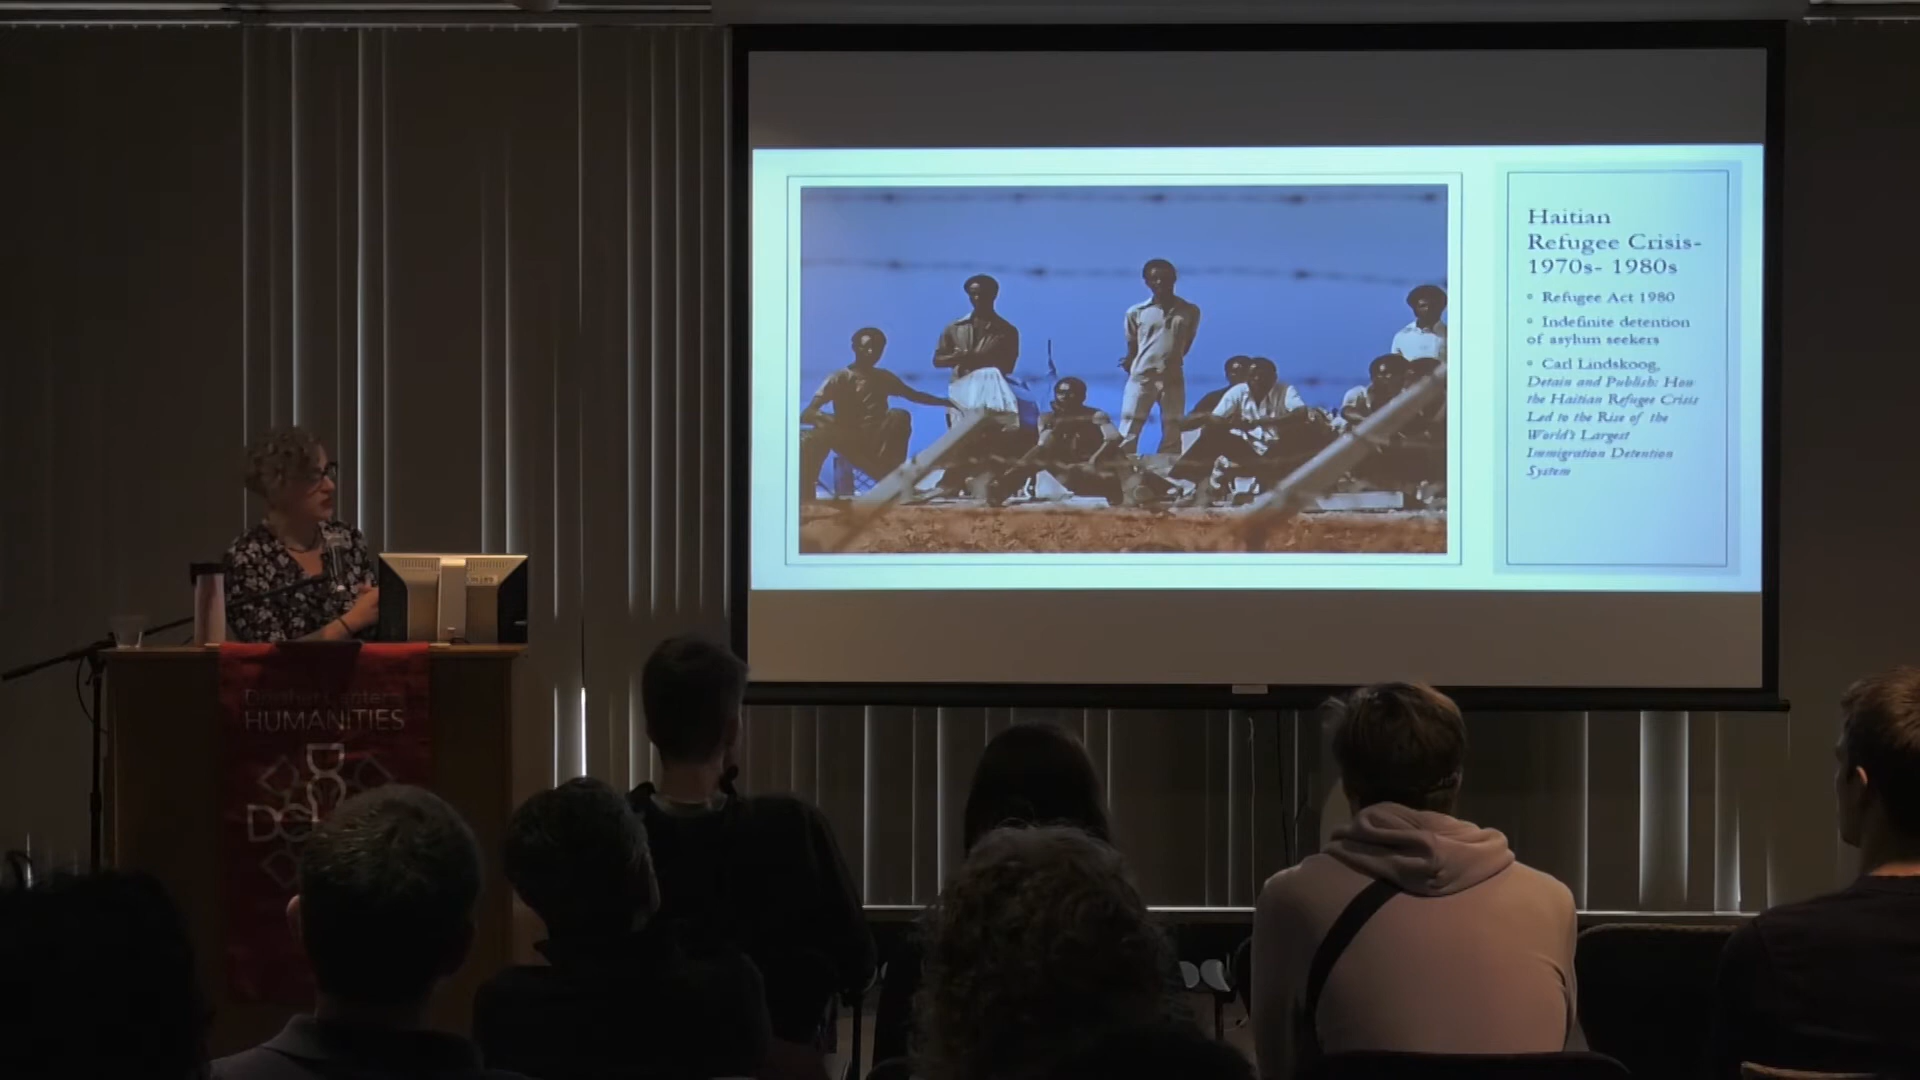 Haitian
Refugee Crisis-
1970s- 1980s
Refugee Act 1980
Indefinite detention
of asylum seekers
Carl Lindskoog,
Detain and Publish: How
the Haitian Refugee Crisis
Led to the Rise of the
World's Largest
Immigration Detention
System
HUMANITIES